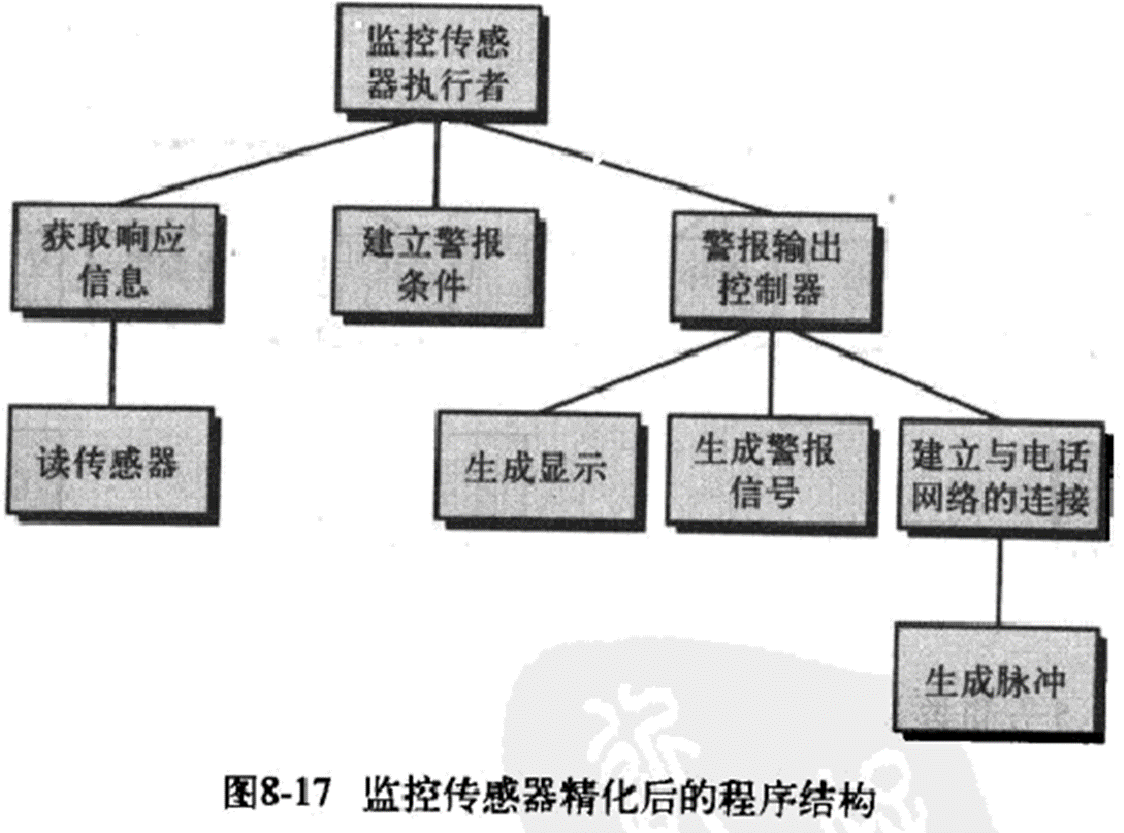 监控传感
器执行者
获取响应
信息
建立警报
条件
警报输出
控制器
读传感器
生成显示
生成警报
信号
建立与电话
网络的连接
生成脉冲
图8-17 监控传感器精化后的程序结构